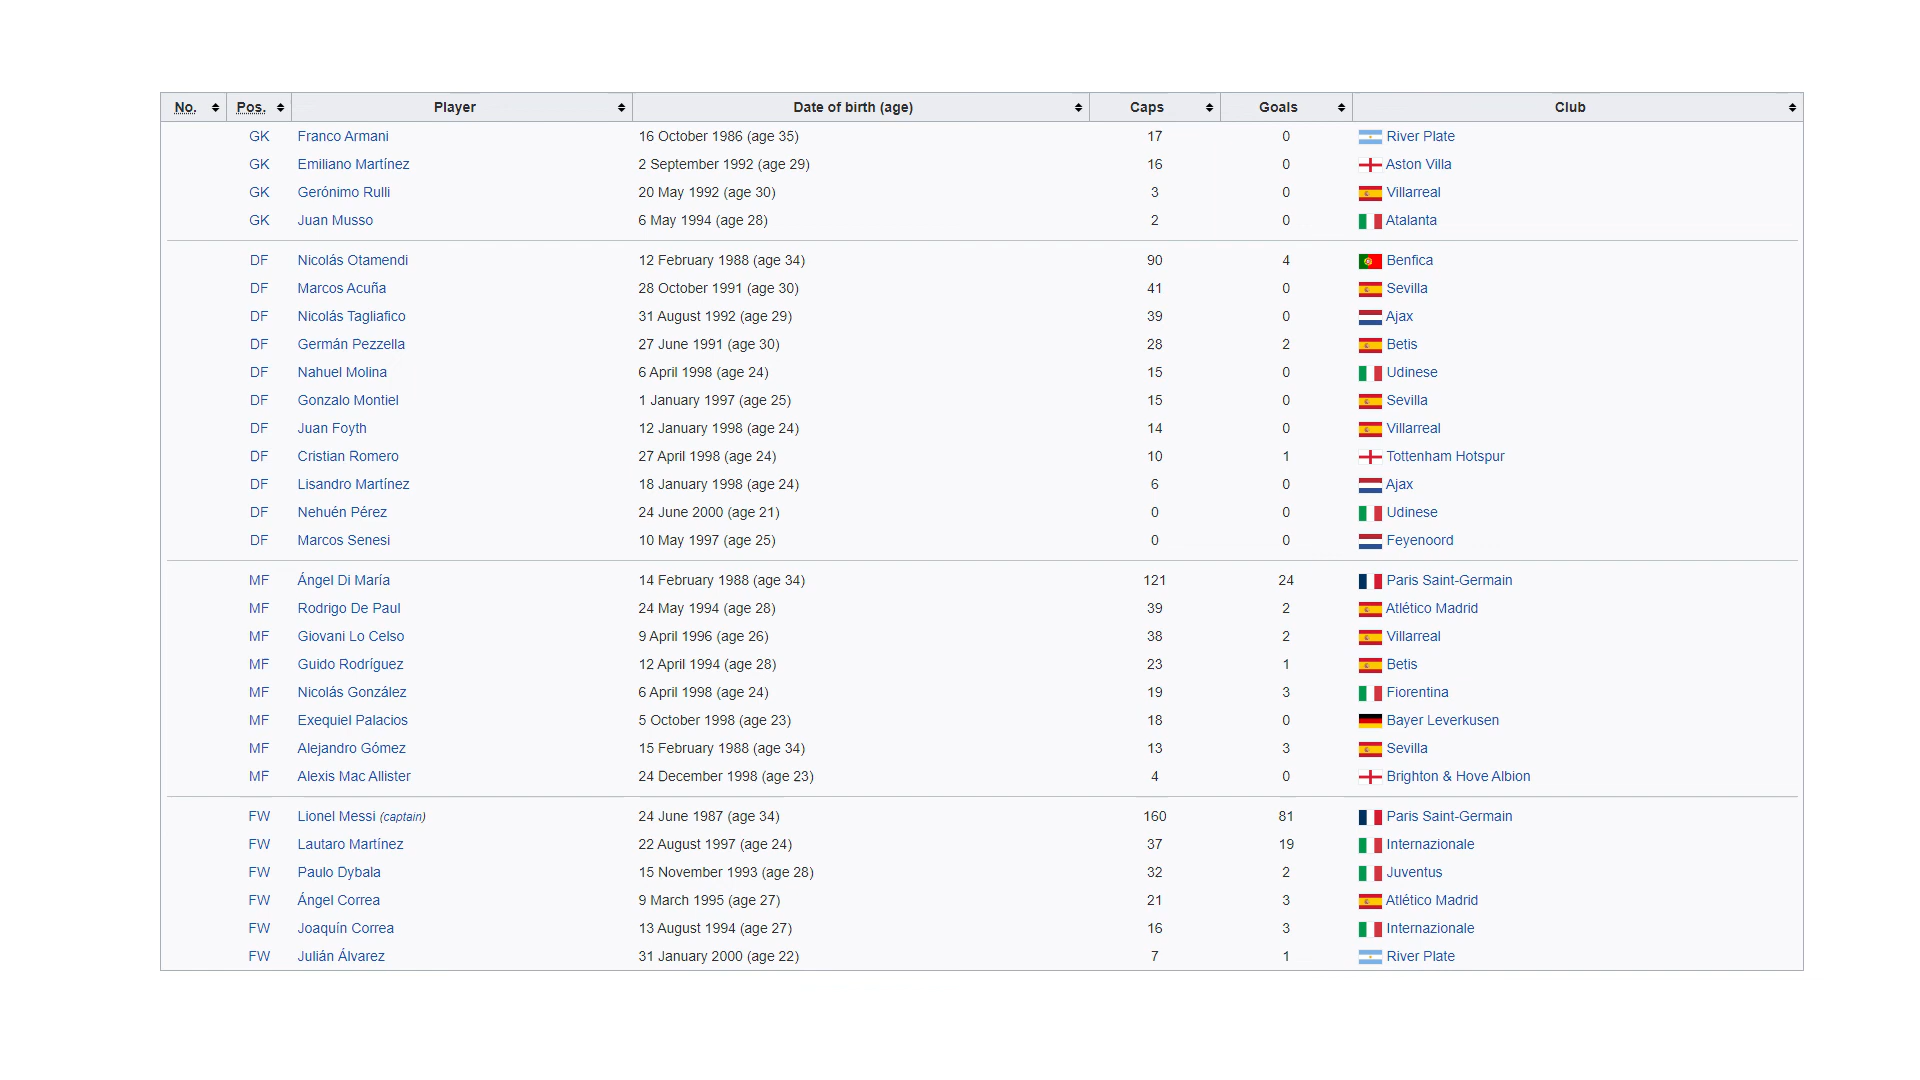 No. Pos. Player Date of birth (age) Caps Goals Club
GK Franco Armani 16 October 1986 (age 35) 17 0 River Plate
GK Emiliano Martínez 2 September 1992 (age 29) 16 0 Aston Villa
GK Gerónimo Rulli 20 May 1992 (age 30) 3 0 Villarreal
GK Juan Musso 6 May 1994 (age 28) 2 0 Atalanta
DF Nicolás Otamendi 12 February 1988 (age 34) 90 4 Benfica
DF Marcos Acuña 28 October 1991 (age 30) 41 0 Sevilla
DF Nicolás Tagliafico 31 August 1992 (age 29) 39 0 Ajax
DF Germán Pezzella 27 June 1991 (age 30) 28 2 Betis
DF Nahuel Molina 6 April 1998 (age 24) 15 0 Udinese
DF Gonzalo Montiel 1 January 1997 (age 25) 15 0 Sevilla
DF Juan Foyth 12 January 1998 (age 24) 14 0 Villarreal
DF Cristian Romero 27 April 1998 (age 24) 10 1 Tottenham Hotspur
DF Lisandro Martínez 18 January 1998 (age 24) 6 0 Ajax
DF Nehuén Pérez 24 June 2000 (age 21) 0 0 Udinese
DF Marcos Senesi 10 May 1997 (age 25) 0 0 Feyenoord
MF Ángel Di María 14 February 1988 (age 34) 121 24 Paris Saint-Germain
MF Rodrigo De Paul 24 May 1994 (age 28) 39 2 Atlético Madrid
MF Giovani Lo Celso 9 April 1996 (age 26) 38 2 Villarreal
MF Guido Rodríguez 12 April 1994 (age 28) 23 1 Betis
MF Nicolás González 6 April 1998 (age 24) 19 3 Fiorentina
MF Exequiel Palacios 5 October 1998 (age 23) 18 0 Bayer Leverkusen
MF Alejandro Gómez 15 February 1988 (age 34) 13 3 Sevilla
MF Alexis Mac Allister 24 December 1998 (age 23) 4 0 Brighton & Hove Albion
FW Lionel Messi (captain) 24 June 1987 (age 34) 160 81 Paris Saint-Germain
FW Lautaro Martínez 22 August 1997 (age 24) 37 19 Internazionale
FW Paulo Dybala 15 November 1993 (age 28) 32 2 Juventus
FW Ángel Correa 9 March 1995 (age 27) 21 3 Atlético Madrid
FW Joaquín Correa 13 August 1994 (age 27) 16 3 Internazionale
FW Julián Álvarez 31 January 2000 (age 22) 7 1 River Plate